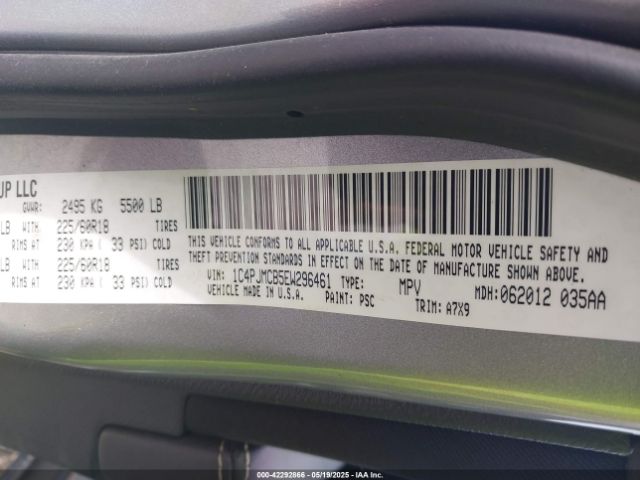 UP LLC
GVWR: 2495 KG 5500 LB
LB WITH 225/60R18 TIRES
RIMS AT 230 KPA ( 33 PSI) COLD
LB WITH 225/60R18 TIRES
RIMS AT 230 KPA ( 33 PSI) COLD
THIS VEHICLE CONFORMS TO ALL APPLICABLE U.S.A. FEDERAL MOTOR VEHICLE SAFETY AND
THEFT PREVENTION STANDARDS IN EFFECT ON THE DATE OF MANUFACTURE SHOWN ABOVE.
VIN: 1C4PJMCB5EW296461 TYPE: MPV MDH:062012 035AA
VEHICLE MADE IN U.S.A. PAINT: PSC TRIM: A7X9
000-42292866 - 05/19/2025 - IAA Inc.